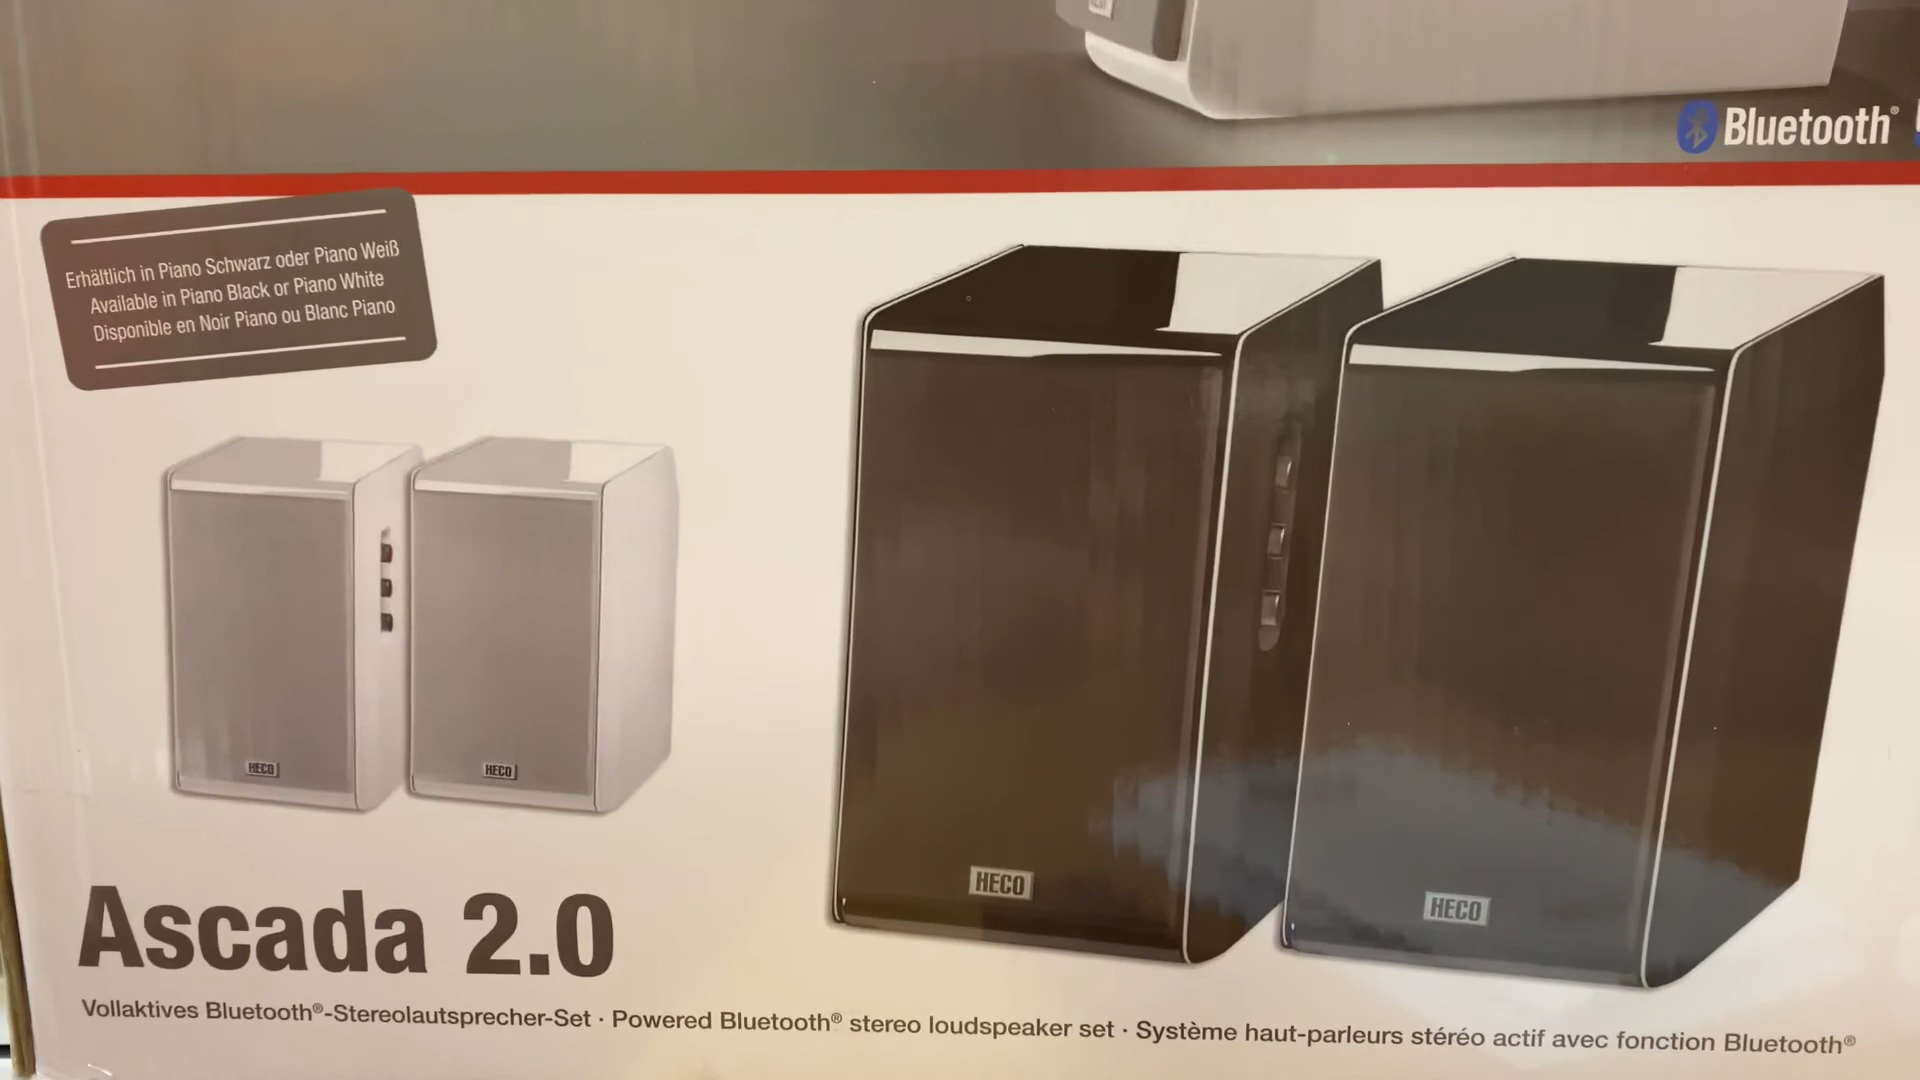 Bluetooth®
Erhältlich in Piano Schwarz oder Piano Weiß
Available in Piano Black or Piano White
Disponible en Noir Piano ou Blanc Piano
HECO
HECO
HECO
HECO
Ascada 2.0
Vollaktives Bluetooth®-Stereolautsprecher-Set · Powered Bluetooth® stereo loudspeaker set · Système haut-parleurs stéréo actif avec fonction Bluetooth®